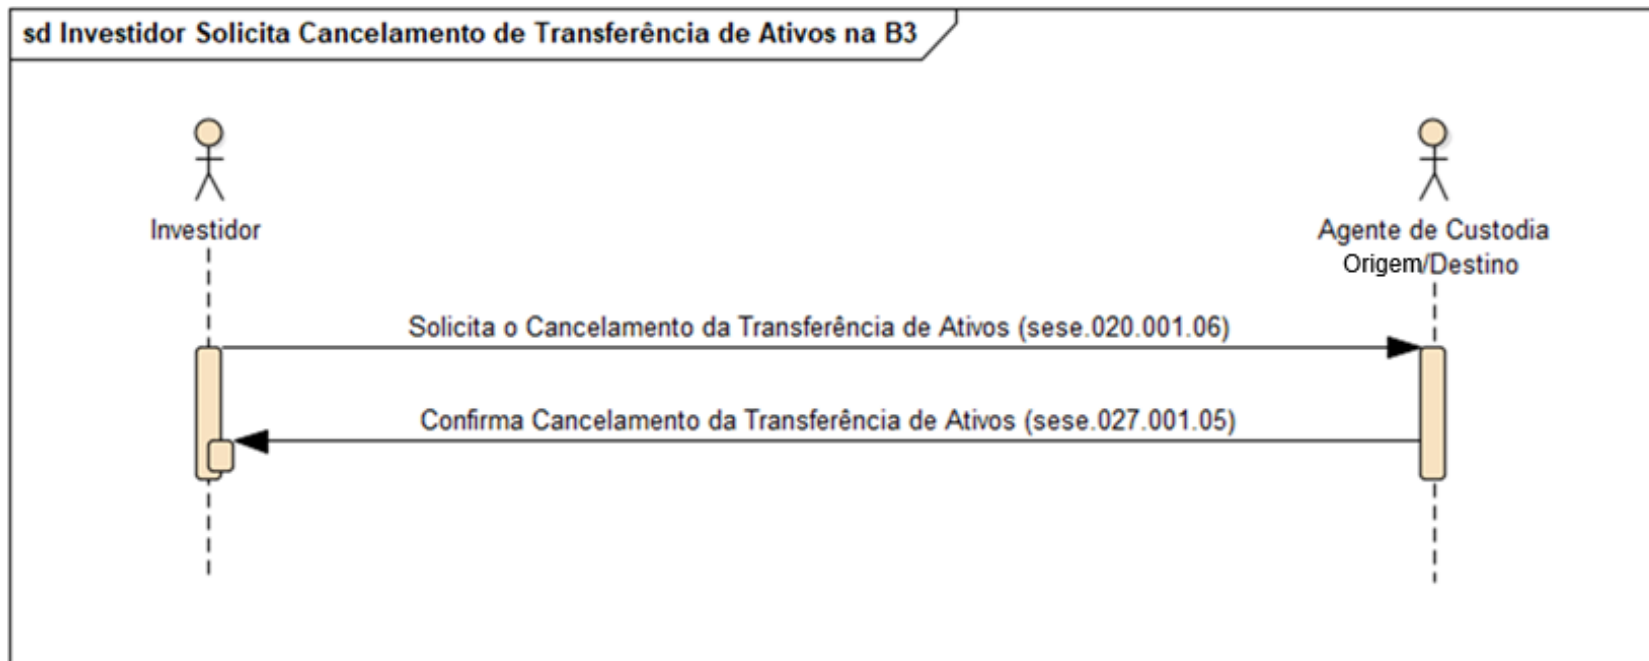 sd Investidor Solicita Cancelamento de Transferência de Ativos na B3
Investidor
Agente de Custodia
Origem/Destino
Solicita o Cancelamento da Transferência de Ativos (sese.020.001.06)
Confirma Cancelamento da Transferência de Ativos (sese.027.001.05)